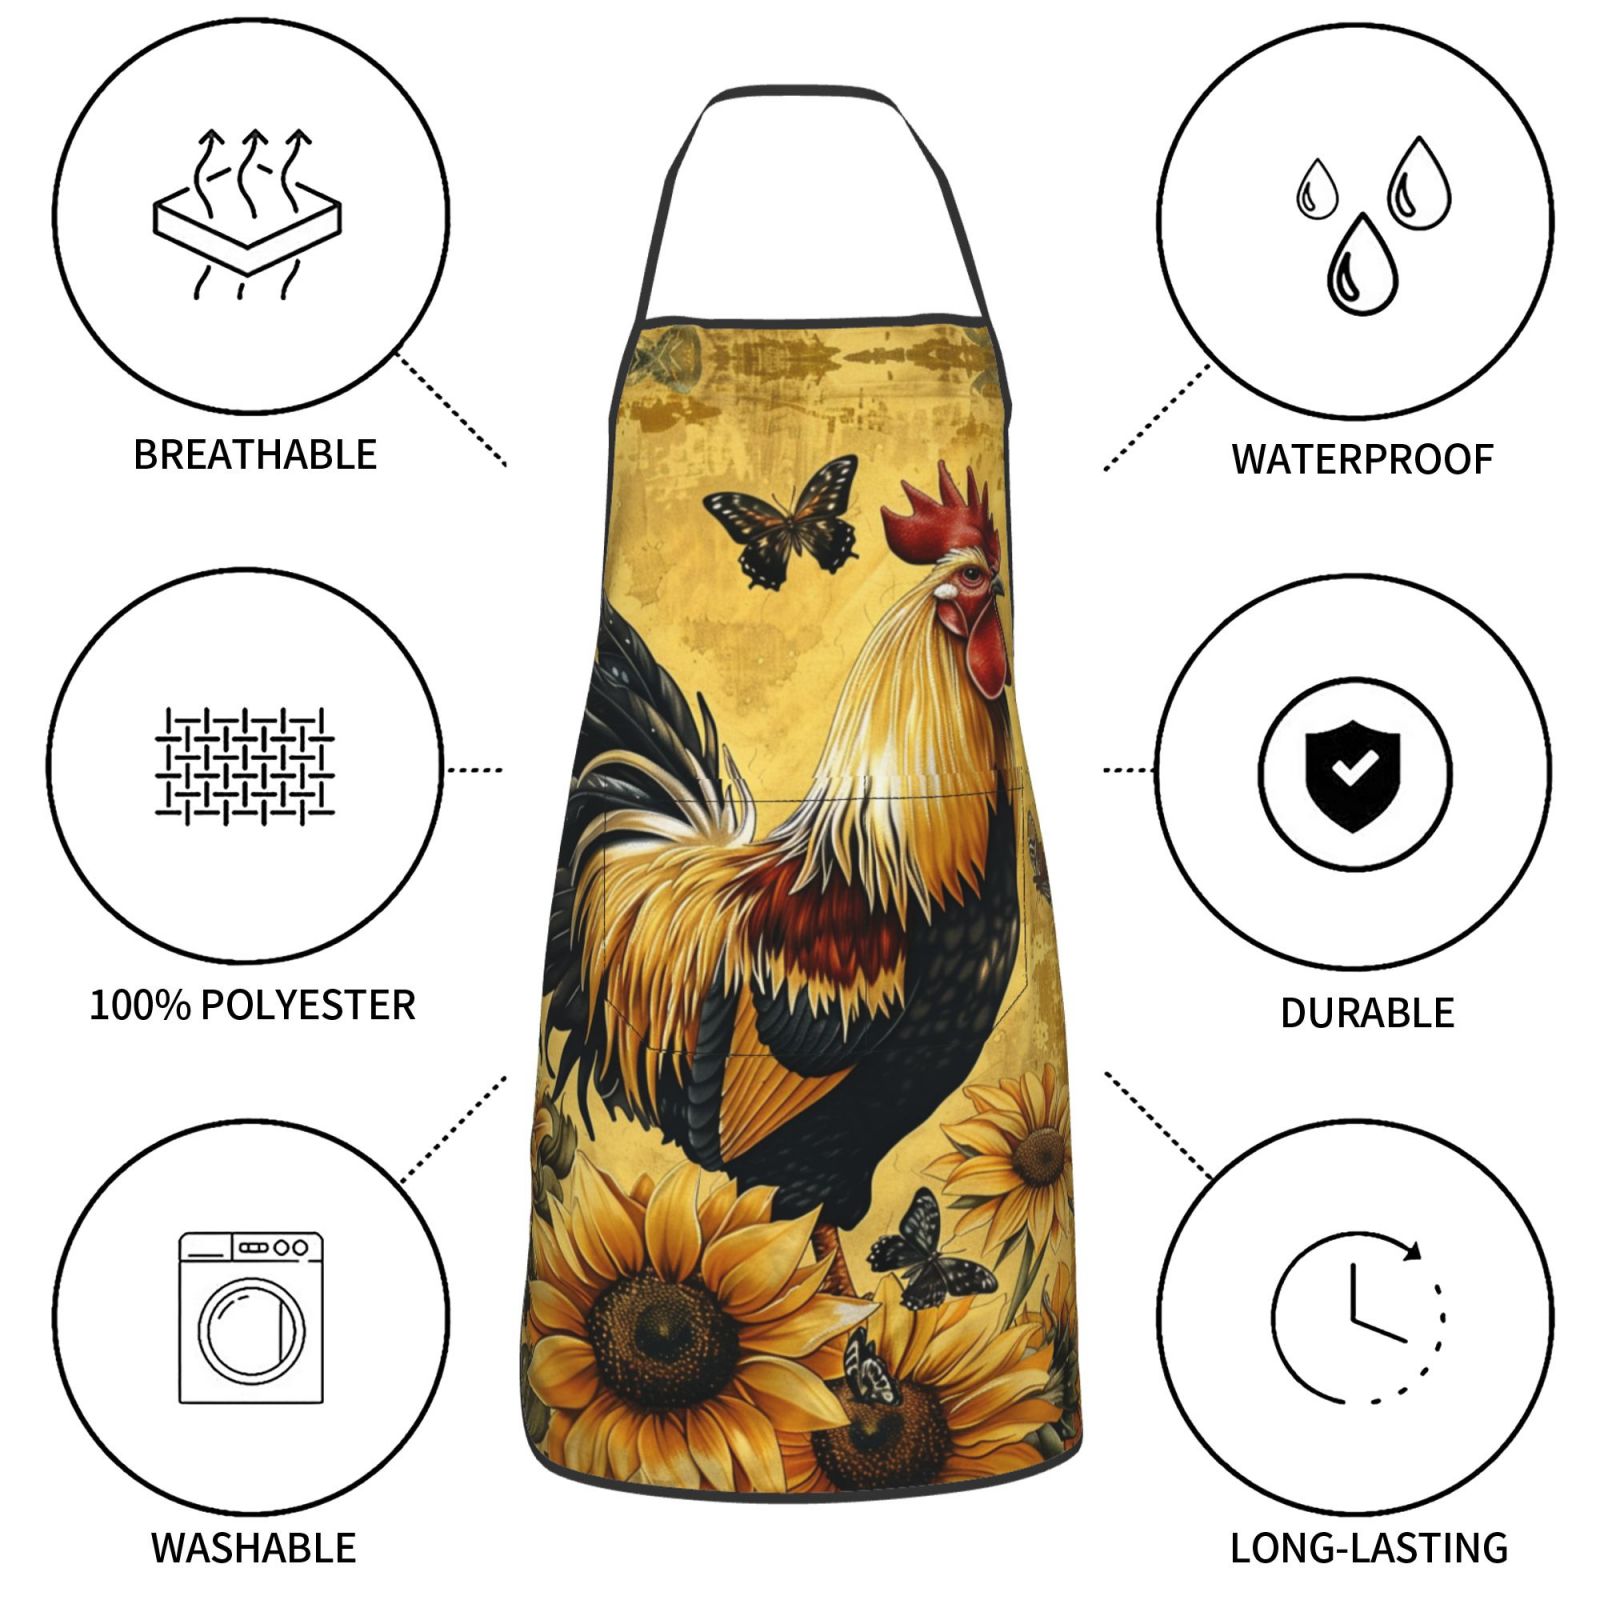 BREATHABLE
WATERPROOF
100% POLYESTER
DURABLE
WASHABLE
LONG-LASTING